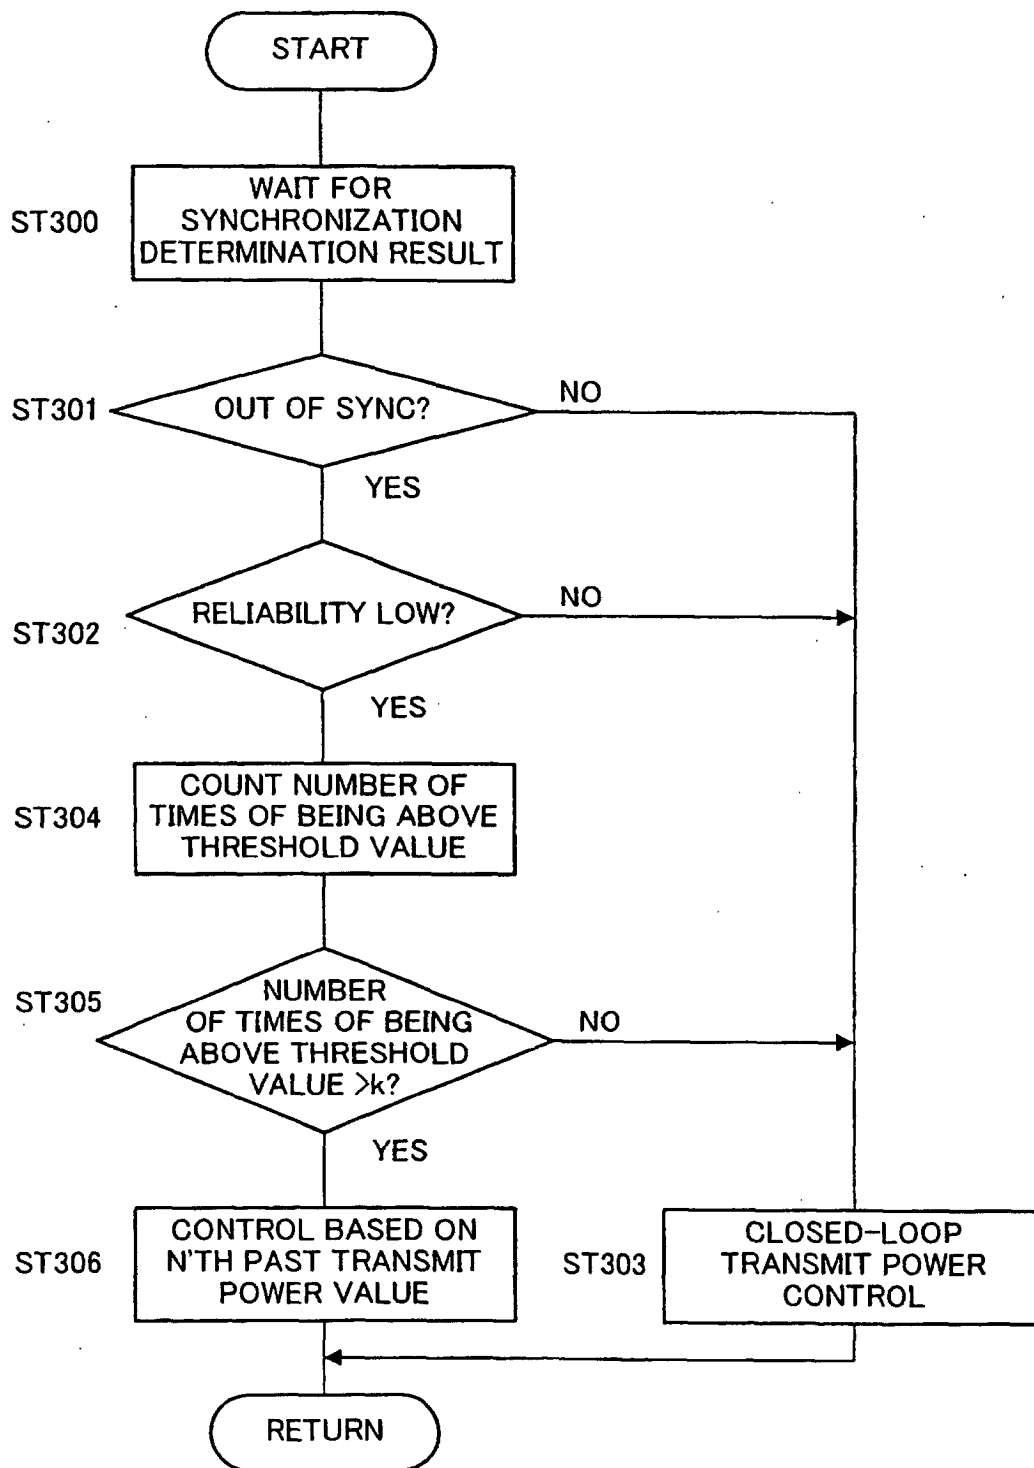 START
ST300
WAIT FOR
SYNCHRONIZATION
DETERMINATION RESULT
ST301
OUT OF SYNC?
NO
YES
ST302
RELIABILITY LOW?
NO
YES
ST304
COUNT NUMBER OF
TIMES OF BEING ABOVE
THRESHOLD VALUE
ST305
NUMBER
OF TIMES OF BEING
ABOVE THRESHOLD
VALUE >k?
NO
YES
ST306
CONTROL BASED ON
N'TH PAST TRANSMIT
POWER VALUE
ST303
CLOSED-LOOP
TRANSMIT POWER
CONTROL
RETURN